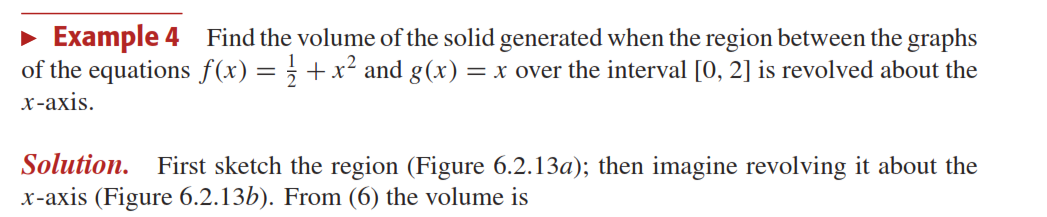 ► Example 4 Find the volume of the solid generated when the region between the graphs
of the equations f(x) = 1/2 + x² and g(x) = x over the interval [0, 2] is revolved about the
x-axis.
Solution. First sketch the region (Figure 6.2.13a); then imagine revolving it about the
x-axis (Figure 6.2.13b). From (6) the volume is